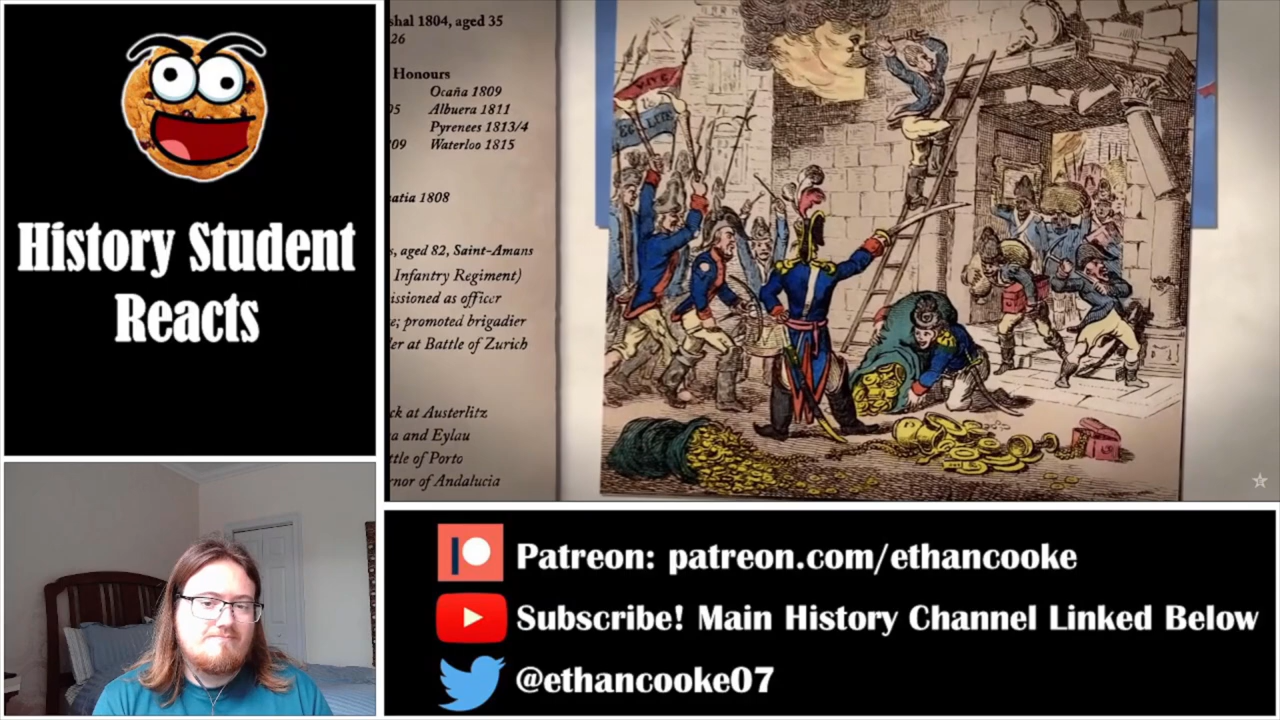 History Student
Reacts
shal 1804, aged 35
26
Honours
Ocaña 1809
05 Albuera 1811
Pyrenees 1813/4
09 Waterloo 1815
atia 1808
s, aged 82, Saint-Amans
Infantry Regiment)
issioned as officer
e; promoted brigadier
er at Battle of Zurich
ck at Austerlitz
a and Eylau
ttle of Porto
nor of Andalucia
Patreon: patreon.com/ethancooke
Subscribe! Main History Channel Linked Below
@ethancooke07